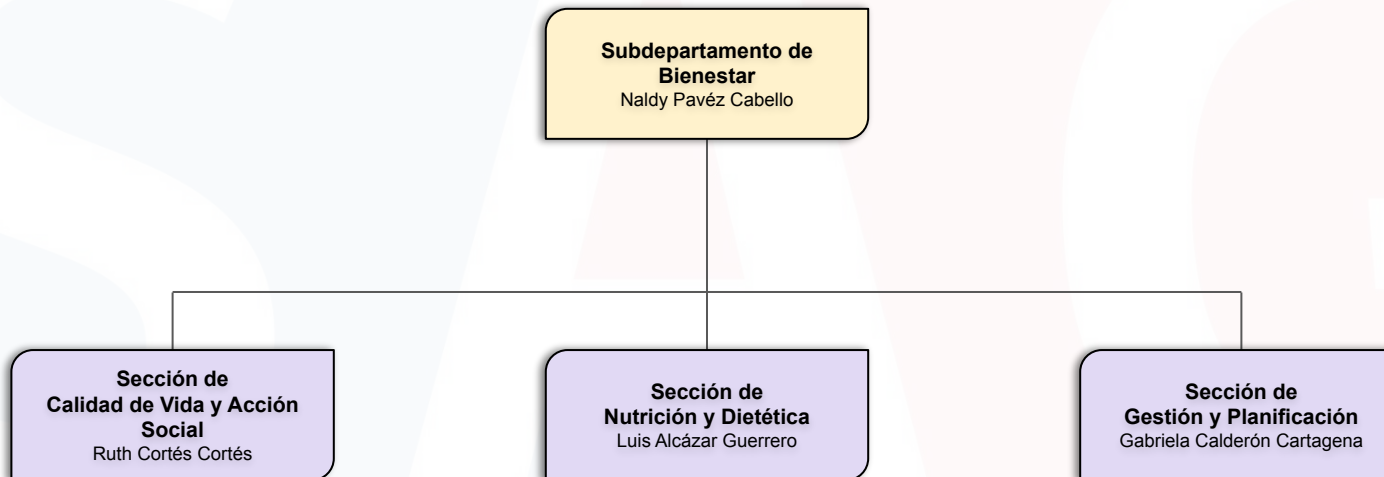 Subdepartamento de
Bienestar
Naldy Pavéz Cabello
Sección de
Calidad de Vida y Acción
Social
Ruth Cortés Cortés
Sección de
Nutrición y Dietética
Luis Alcázar Guerrero
Sección de
Gestión y Planificación
Gabriela Calderón Cartagena